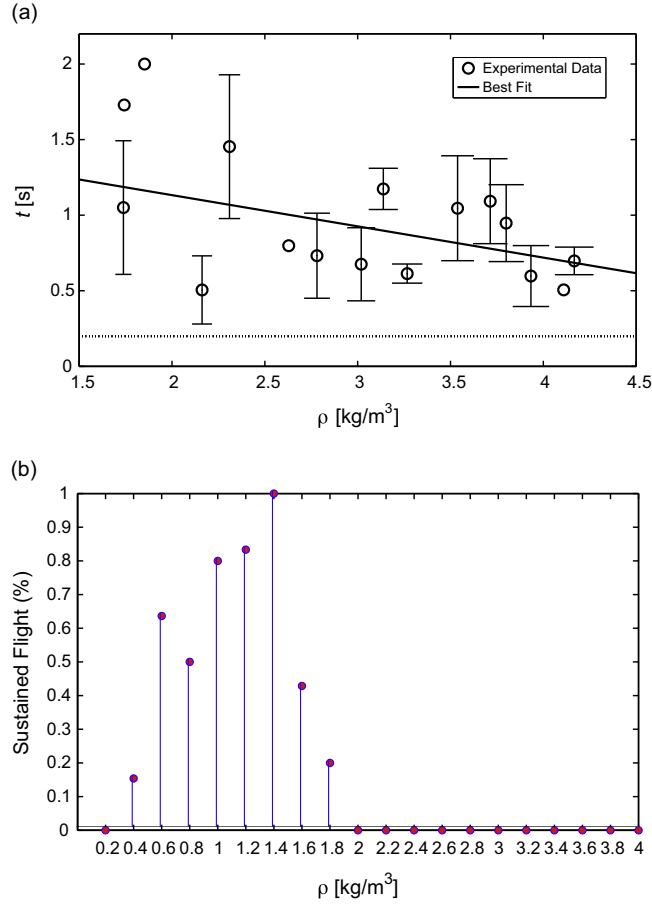 (a)
2
1.5
1
0.5
0
t [s]
Experimental Data
Best Fit
1.5 2 2.5 3 3.5 4 4.5
ρ [kg/m³]
(b)
1
0.9
0.8
0.7
0.6
0.5
0.4
0.3
0.2
0.1
0
Sustained Flight (%)
0.2 0.4 0.6 0.8 1 1.2 1.4 1.6 1.8 2 2.2 2.4 2.6 2.8 3 3.2 3.4 3.6 3.8 4
ρ [kg/m³]